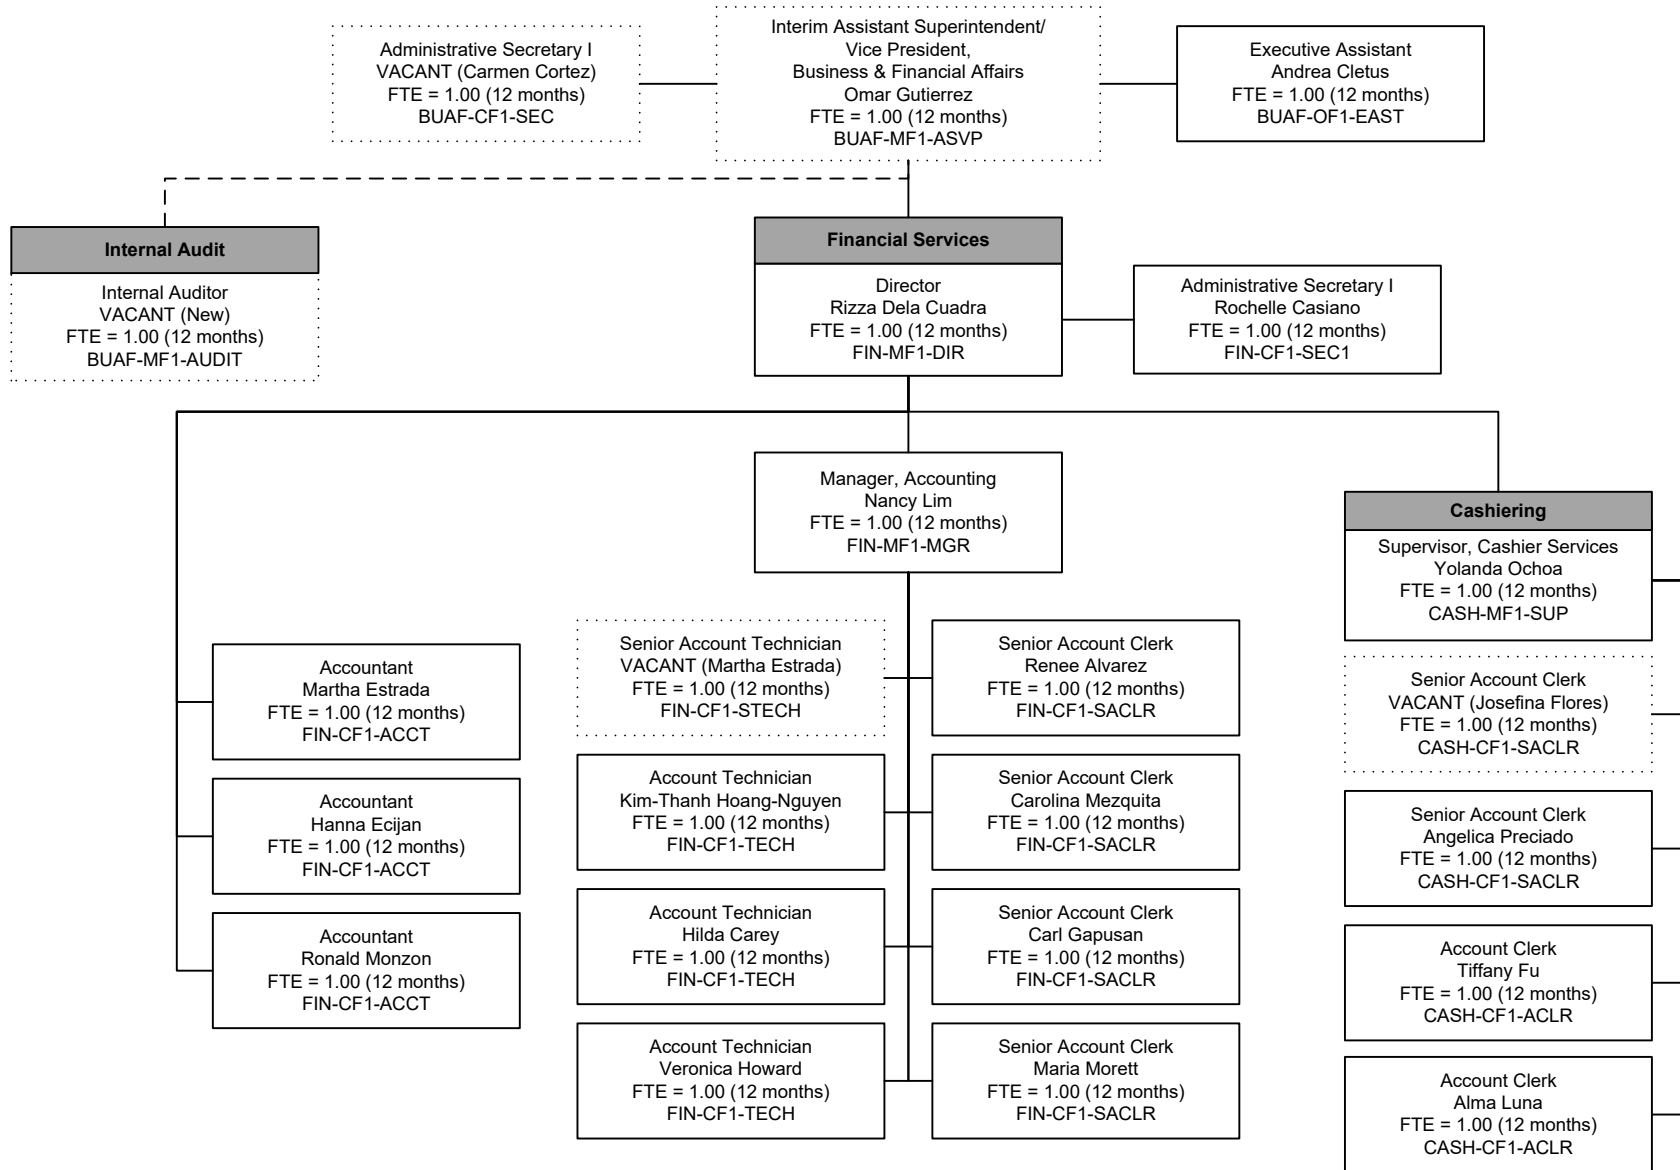 Administrative Secretary I
VACANT (Carmen Cortez)
FTE = 1.00 (12 months)
BUAF-CF1-SEC
Interim Assistant Superintendent/
Vice President,
Business & Financial Affairs
Omar Gutierrez
FTE = 1.00 (12 months)
BUAF-MF1-ASVP
Executive Assistant
Andrea Cletus
FTE = 1.00 (12 months)
BUAF-OF1-EAST
Internal Audit
Internal Auditor
VACANT (New)
FTE = 1.00 (12 months)
BUAF-MF1-AUDIT
Financial Services
Director
Rizza Dela Cuadra
FTE = 1.00 (12 months)
FIN-MF1-DIR
Administrative Secretary I
Rochelle Casiano
FTE = 1.00 (12 months)
FIN-CF1-SEC1
Manager, Accounting
Nancy Lim
FTE = 1.00 (12 months)
FIN-MF1-MGR
Accountant
Martha Estrada
FTE = 1.00 (12 months)
FIN-CF1-ACCT
Accountant
Hanna Ecijan
FTE = 1.00 (12 months)
FIN-CF1-ACCT
Accountant
Ronald Monzon
FTE = 1.00 (12 months)
FIN-CF1-ACCT
Senior Account Technician
VACANT (Martha Estrada)
FTE = 1.00 (12 months)
FIN-CF1-STECH
Account Technician
Kim-Thanh Hoang-Nguyen
FTE = 1.00 (12 months)
FIN-CF1-TECH
Account Technician
Hilda Carey
FTE = 1.00 (12 months)
FIN-CF1-TECH
Account Technician
Veronica Howard
FTE = 1.00 (12 months)
FIN-CF1-TECH
Senior Account Clerk
Renee Alvarez
FTE = 1.00 (12 months)
FIN-CF1-SACLR
Senior Account Clerk
Carolina Mezquita
FTE = 1.00 (12 months)
FIN-CF1-SACLR
Senior Account Clerk
Carl Gapusan
FTE = 1.00 (12 months)
FIN-CF1-SACLR
Senior Account Clerk
Maria Morett
FTE = 1.00 (12 months)
FIN-CF1-SACLR
Cashiering
Supervisor, Cashier Services
Yolanda Ochoa
FTE = 1.00 (12 months)
CASH-MF1-SUP
Senior Account Clerk
VACANT (Josefina Flores)
FTE = 1.00 (12 months)
CASH-CF1-SACLR
Senior Account Clerk
Angelica Preciado
FTE = 1.00 (12 months)
CASH-CF1-SACLR
Account Clerk
Tiffany Fu
FTE = 1.00 (12 months)
CASH-CF1-ACLR
Account Clerk
Alma Luna
FTE = 1.00 (12 months)
CASH-CF1-ACLR